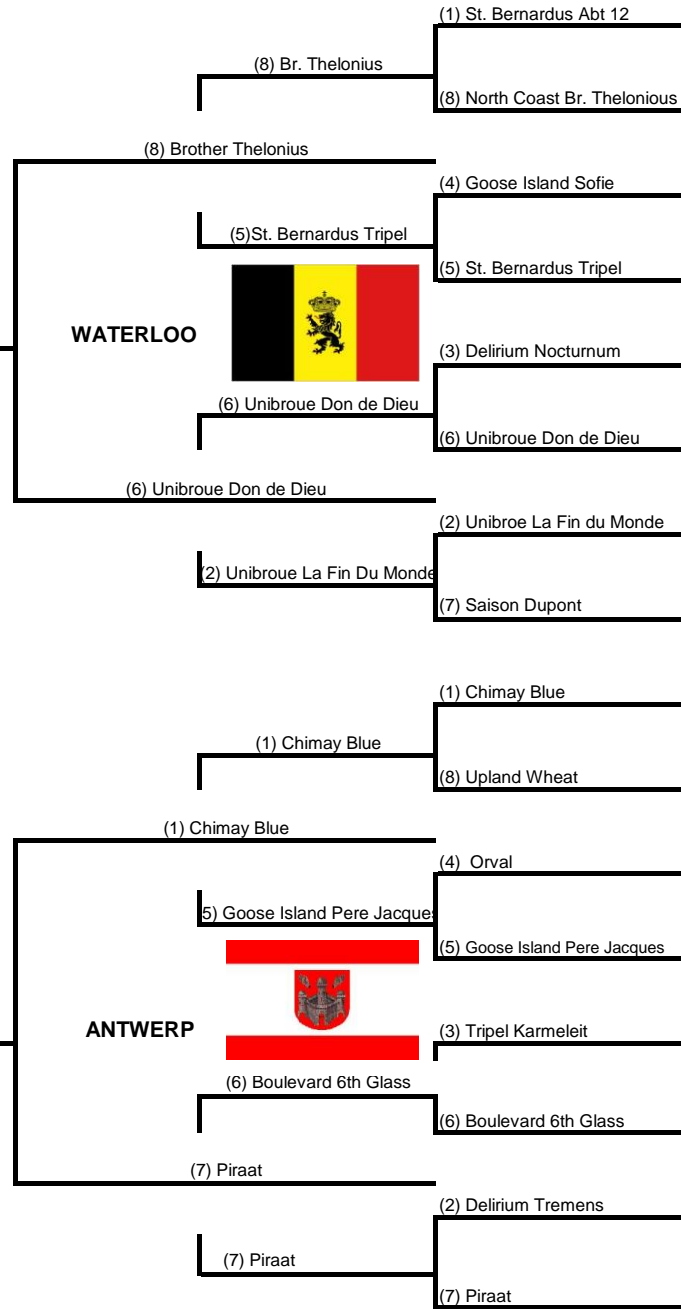 (1) St. Bernardus Abt 12
(8) Br. Thelonius
(8) North Coast Br. Thelonious
(8) Brother Thelonius
(4) Goose Island Sofie
(5)St. Bernardus Tripel
(5) St. Bernardus Tripel
WATERLOO
(3) Delirium Nocturnum
(6) Unibroue Don de Dieu
(6) Unibroue Don de Dieu
(6) Unibroue Don de Dieu
(2) Unibroe La Fin du Monde
(2) Unibroue La Fin Du Monde
(7) Saison Dupont
(1) Chimay Blue
(1) Chimay Blue
(8) Upland Wheat
(1) Chimay Blue
(4) Orval
5) Goose Island Pere Jacques
(5) Goose Island Pere Jacques
ANTWERP
(3) Tripel Karmeleit
(6) Boulevard 6th Glass
(6) Boulevard 6th Glass
(7) Piraat
(2) Delirium Tremens
(7) Piraat
(7) Piraat